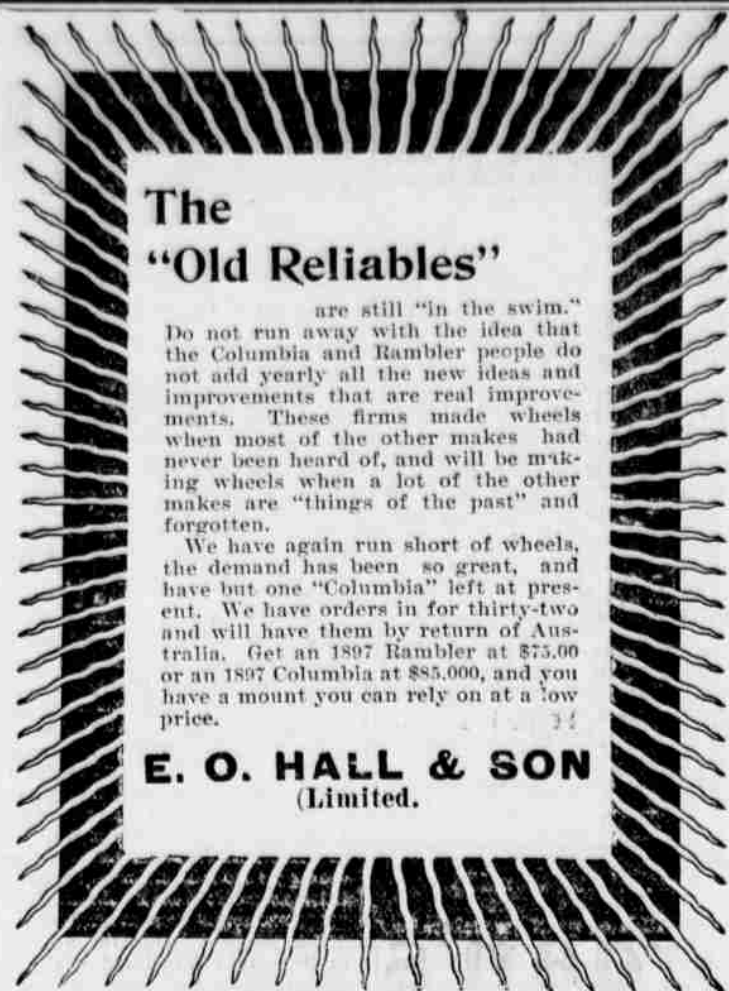 The
"Old Reliables"
are still "in the swim."
Do not run away with the idea that
the Columbia and Rambler people do
not add yearly all the new ideas and
improvements that are real improve-
ments. These firms made wheels
when most of the other makes had
never been heard of, and will be mak-
ing wheels when a lot of the other
makes are "things of the past" and
forgotten.
We have again run short of wheels,
the demand has been so great, and
have but one "Columbia" left at pres-
ent. We have orders in for thirty-two
and will have them by return of Aus-
tralia. Get an 1897 Rambler at $75.00
or an 1897 Columbia at $85.000, and you
have a mount you can rely on at a low
price.
E. O. HALL & SON
(Limited.